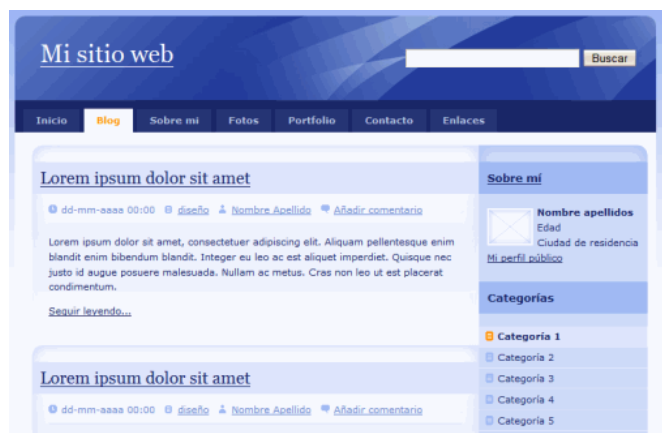 Mi sitio web
Buscar
Inicio Blog Sobre mi Fotos Portfolio Contacto Enlaces
Lorem ipsum dolor sit amet
dd-mm-aaaa 00:00 diseño Nombre Apellido Añadir comentario
Lorem ipsum dolor sit amet, consectetuer adipiscing elit. Aliquam pellentesque enim
blandit enim bibendum blandit. Integer eu leo ac est aliquet imperdiet. Quisque nec
justo id augue posuere malesuada. Nullam ac metus. Cras non leo ut est placerat
condimentum.
Seguir leyendo...
Lorem ipsum dolor sit amet
dd-mm-aaaa 00:00 diseño Nombre Apellido Añadir comentario
Sobre mí
Nombre apellidos
Edad
Ciudad de residencia
Mi perfil público
Categorías
Categoría 1
Categoría 2
Categoría 3
Categoría 4
Categoría 5